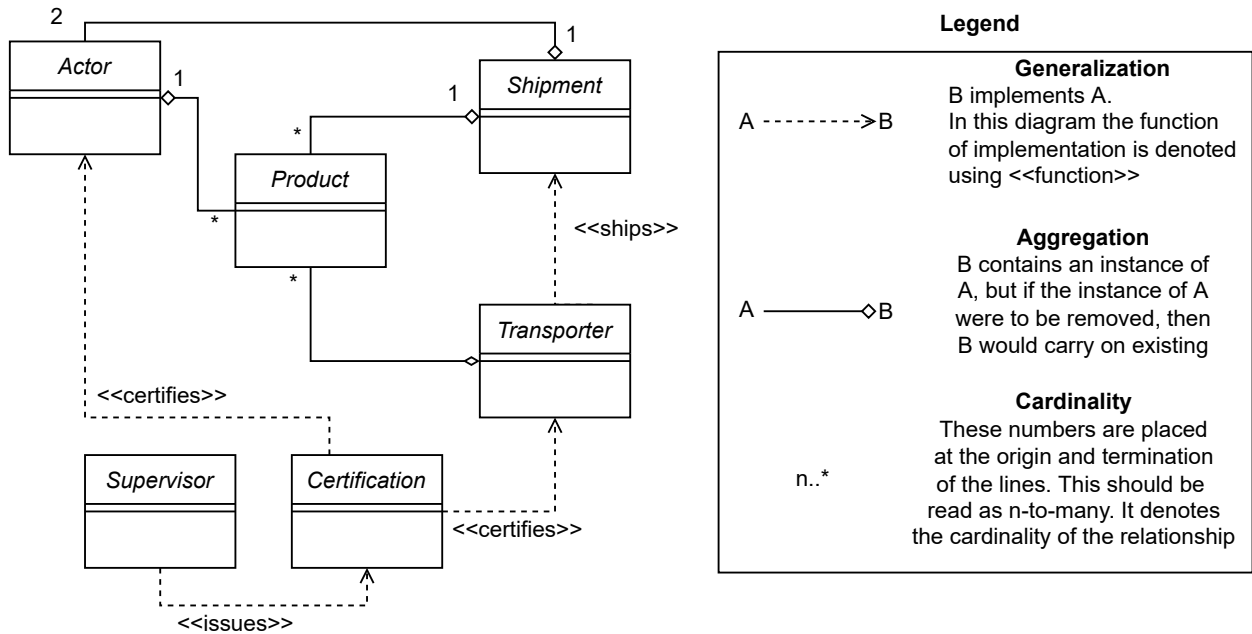 2
1
Legend
Actor
1
Shipment
1
*
Product
*
*
<<ships>>
Transporter
<<certifies>>
Supervisor
Certification
<<certifies>>
<<issues>>
Generalization
B implements A.
In this diagram the function
of implementation is denoted
using <<function>>
A
B
Aggregation
B contains an instance of
A, but if the instance of A
were to be removed, then
B would carry on existing
A
B
Cardinality
These numbers are placed
at the origin and termination
of the lines. This should be
read as n-to-many. It denotes
the cardinality of the relationship
n..*